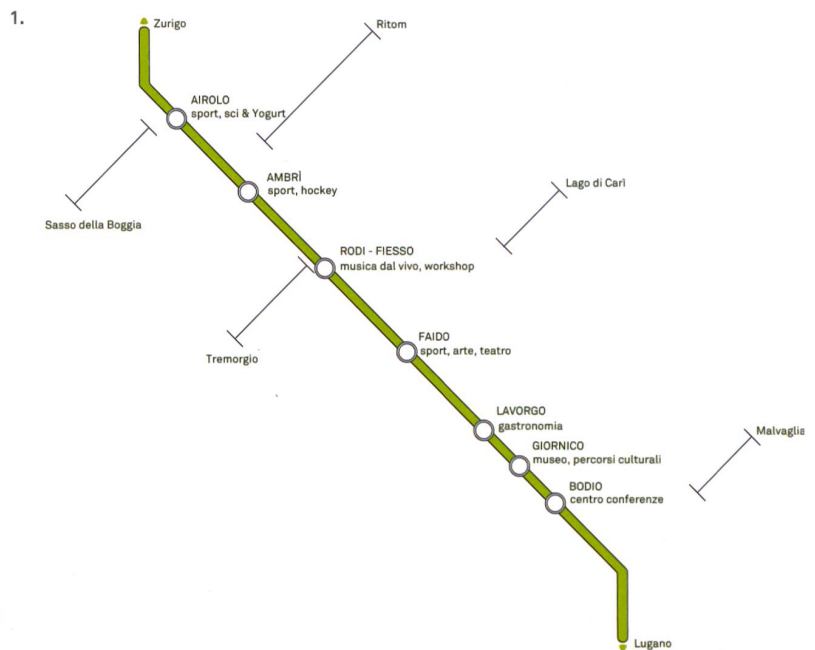 1.
Zurigo
Ritom
AIROLO
sport, sci & Yogurt
AMBRÌ
sport, hockey
Lago di Carì
Sasso della Boggia
RODI - FIESSO
musica dal vivo, workshop
FAIDO
sport, arte, teatro
Tremorgio
LAVORGO
gastronomia
Malvaglia
GIORNICO
museo, percorsi culturali
BODIO
centro conferenze
Lugano